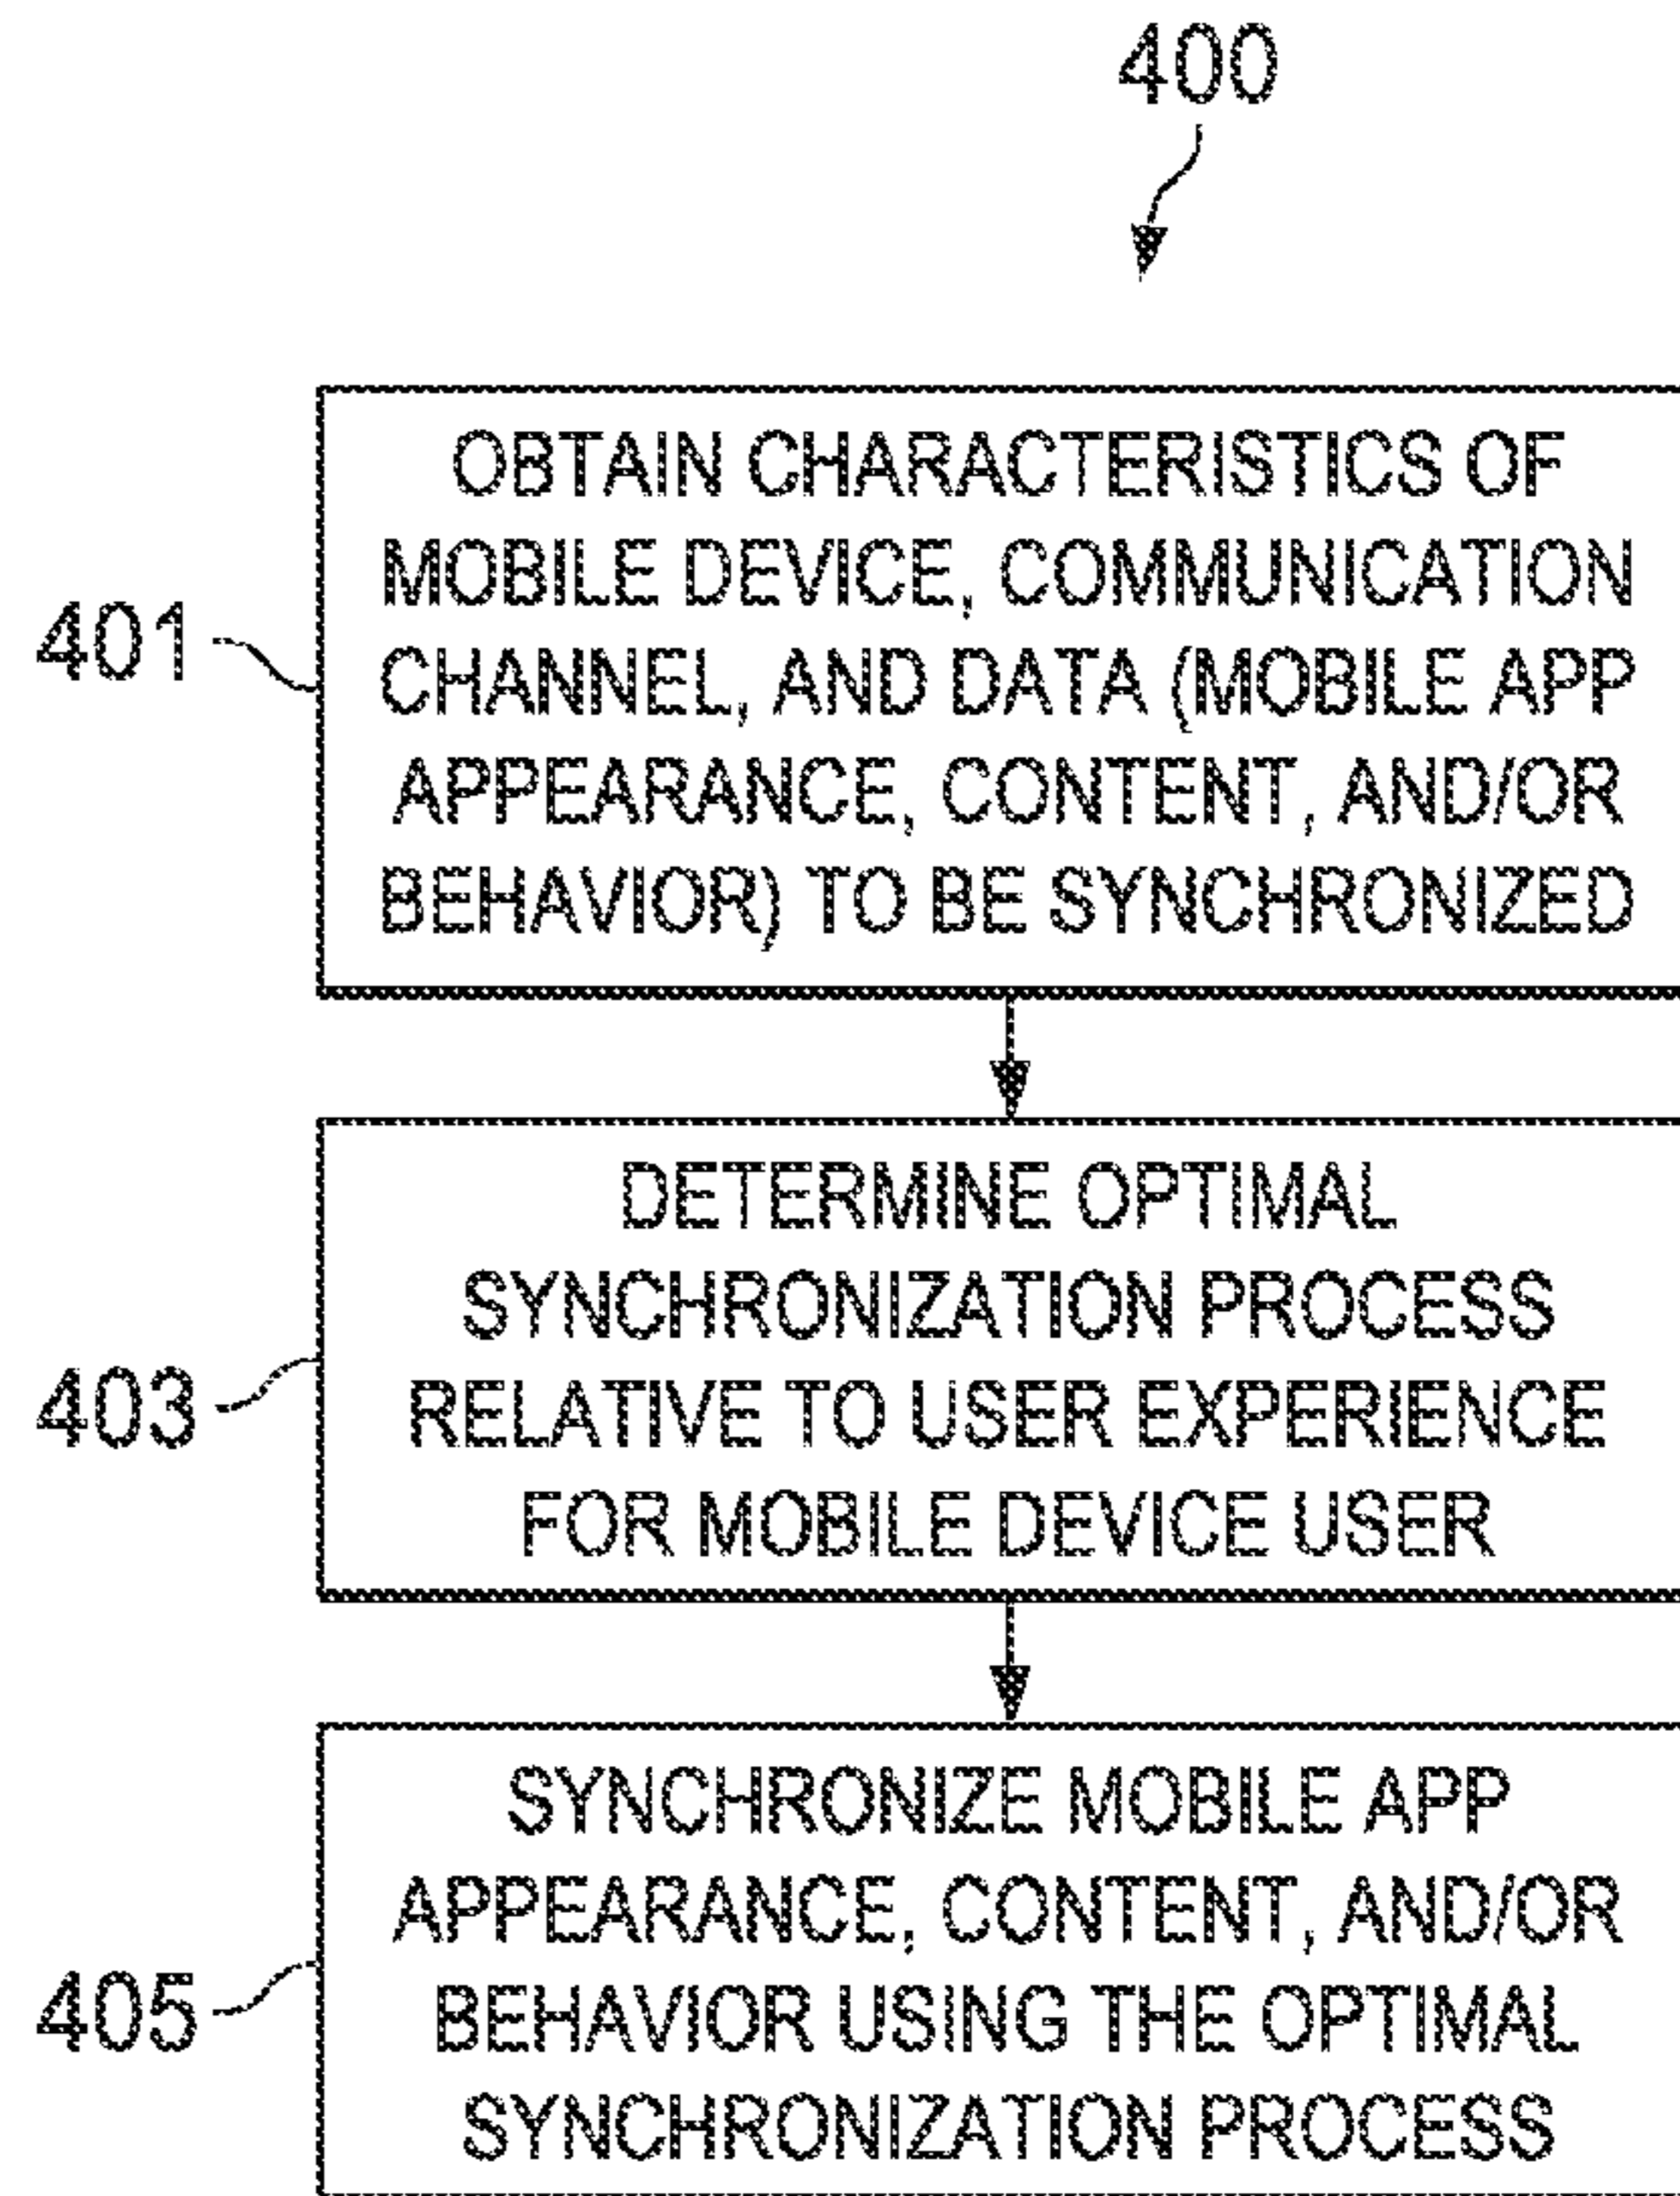 400
401
OBTAIN CHARACTERISTICS OF
MOBILE DEVICE, COMMUNICATION
CHANNEL, AND DATA (MOBILE APP
APPEARANCE, CONTENT, AND/OR
BEHAVIOR) TO BE SYNCHRONIZED
403
DETERMINE OPTIMAL
SYNCHRONIZATION PROCESS
RELATIVE TO USER EXPERIENCE
FOR MOBILE DEVICE USER
405
SYNCHRONIZE MOBILE APP
APPEARANCE, CONTENT, AND/OR
BEHAVIOR USING THE OPTIMAL
SYNCHRONIZATION PROCESS